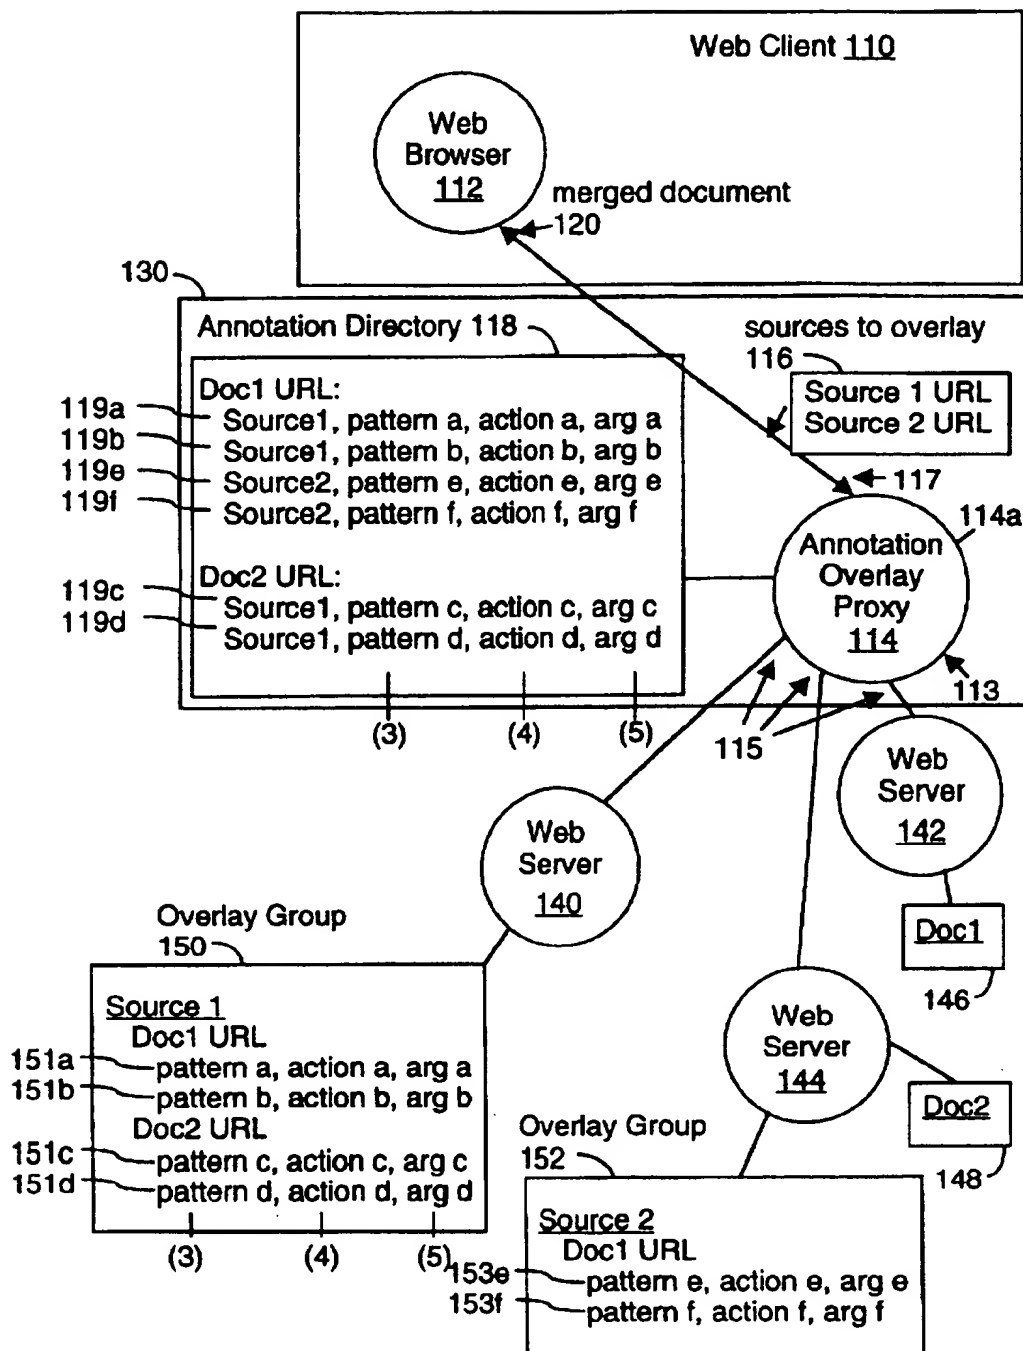 Web Client 110
Web
Browser
112
merged document
120
130
Annotation Directory 118
sources to overlay
116
Source 1 URL
Source 2 URL
Doc1 URL:
119a
Source1, pattern a, action a, arg a
119b
Source1, pattern b, action b, arg b
119e
Source2, pattern e, action e, arg e
119f
Source2, pattern f, action f, arg f
117
114a
Annotation
Overlay
Proxy
114
Doc2 URL:
119c
Source1, pattern c, action c, arg c
119d
Source1, pattern d, action d, arg d
113
(3) (4) (5)
115
Web
Server
142
Web
Server
140
Doc1
146
Overlay Group
150
Source 1
Doc1 URL
151a
pattern a, action a, arg a
151b
pattern b, action b, arg b
Doc2 URL
151c
pattern c, action c, arg c
151d
pattern d, action d, arg d
(3) (4) (5)
Web
Server
144
Doc2
148
Overlay Group
152
Source 2
Doc1 URL
153e
pattern e, action e, arg e
153f
pattern f, action f, arg f